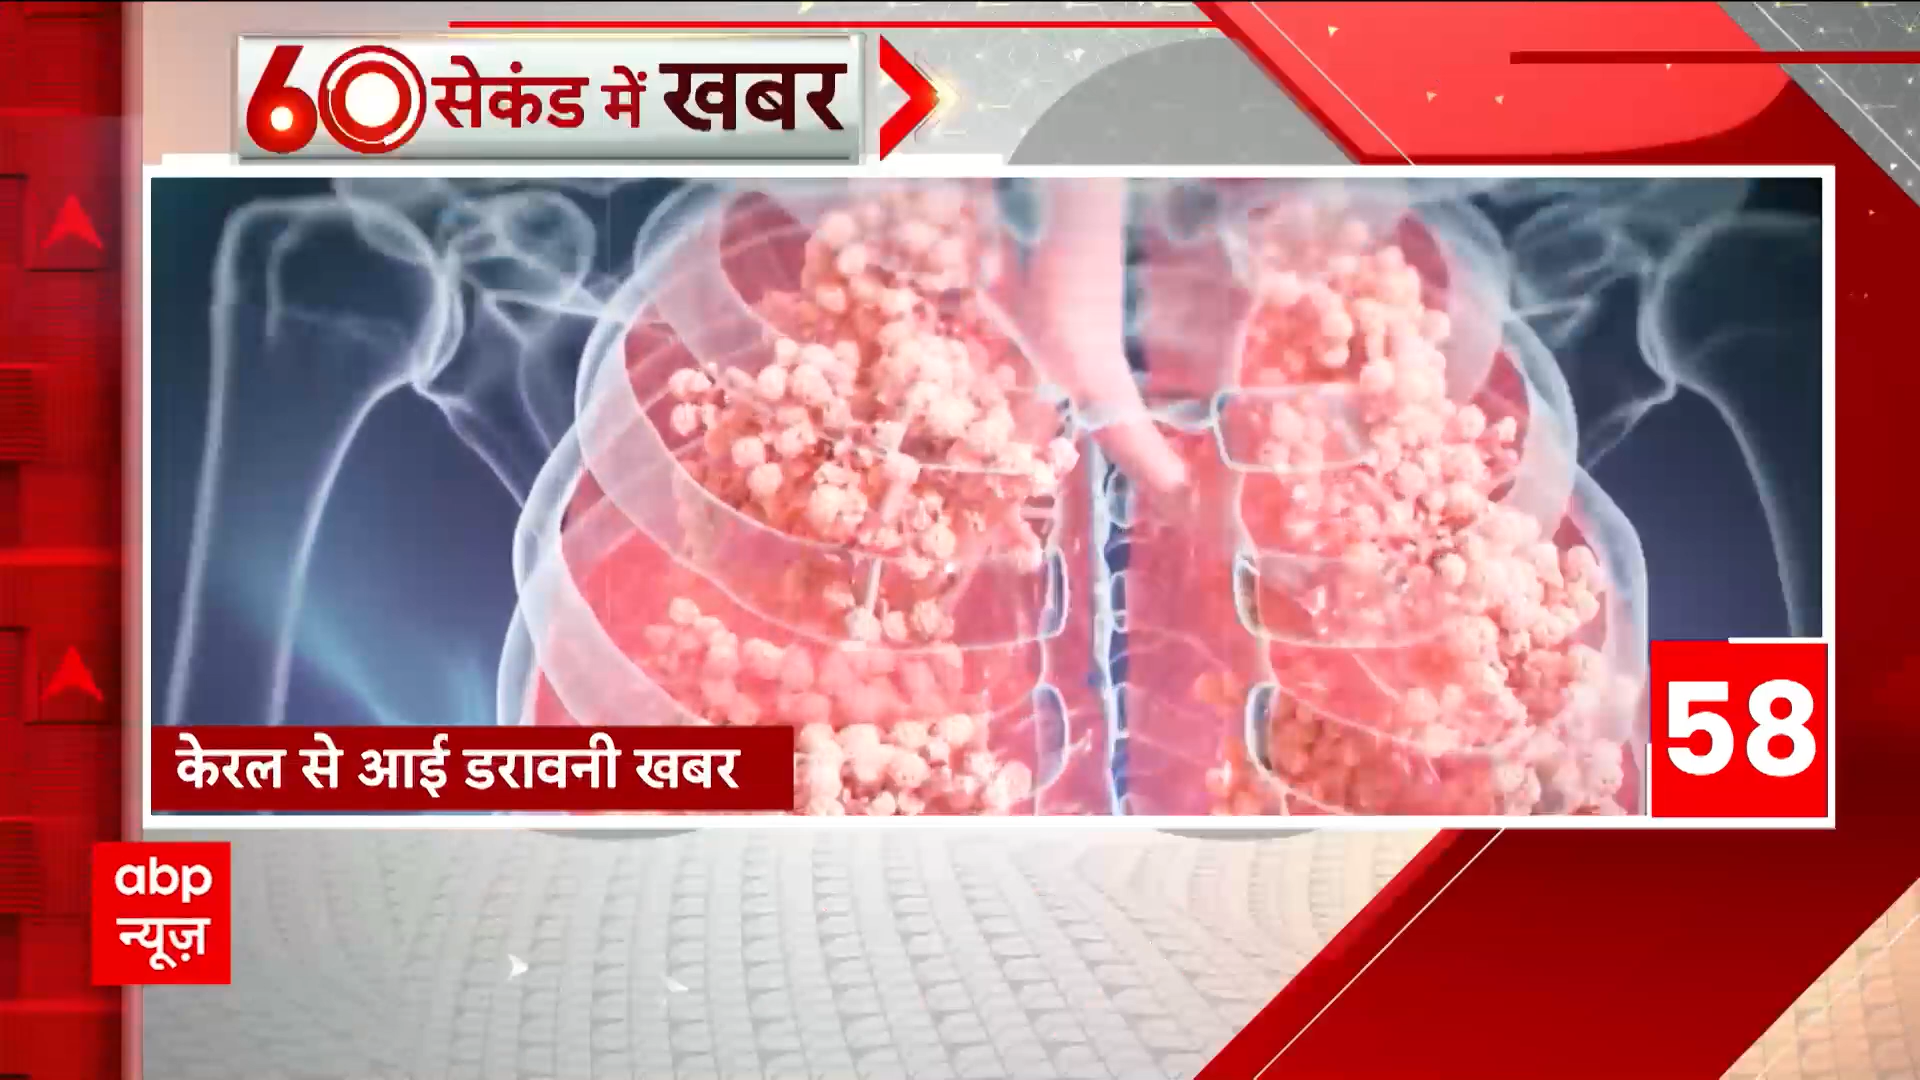 60 सेकंड में खबर
केरल से आई डरावनी खबर
58
abp
न्यूज़